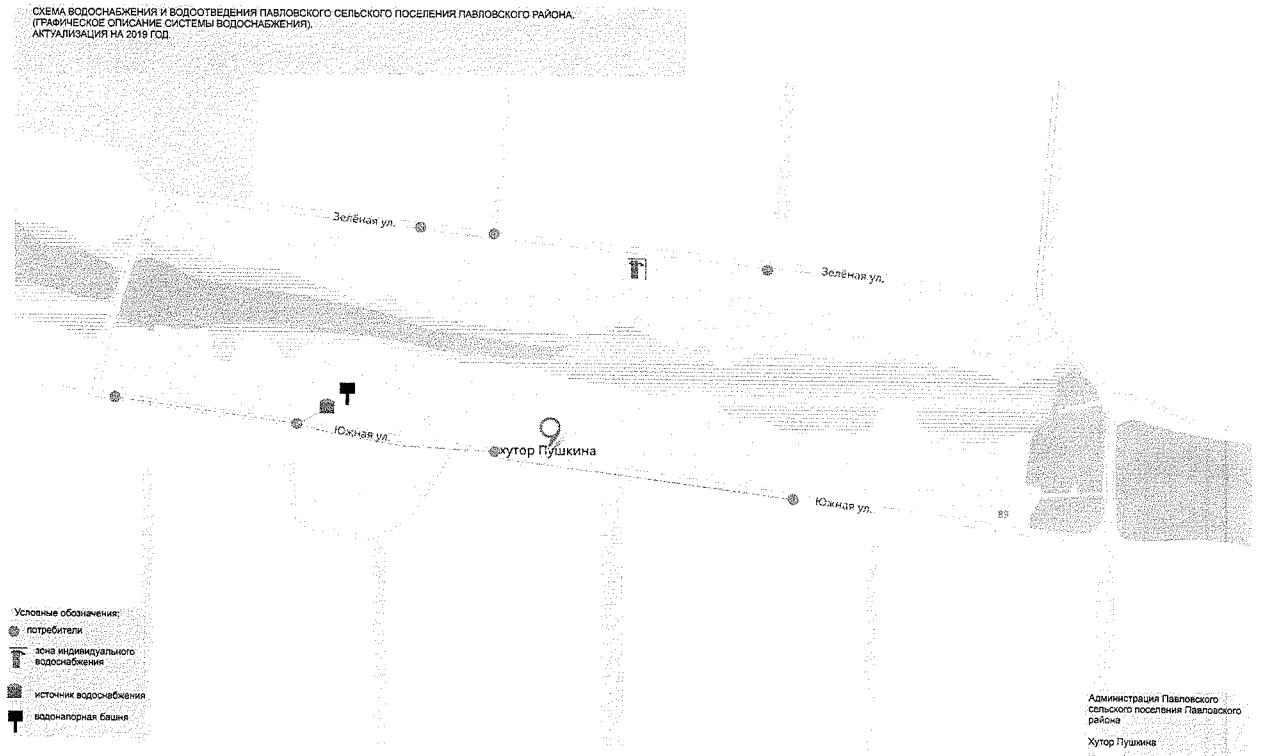 СХЕМА ВОДОСНАБЖЕНИЯ И ВОДООТВЕДЕНИЯ ПАВЛОВСКОГО СЕЛЬСКОГО ПОСЕЛЕНИЯ ПАВЛОВСКОГО РАЙОНА.
(ГРАФИЧЕСКОЕ ОПИСАНИЕ СИСТЕМЫ ВОДОСНАБЖЕНИЯ).
АКТУАЛИЗАЦИЯ НА 2019 ГОД.
Зелёная ул.
Зелёная ул.
Южная ул.
хутор Пушкина
Южная ул.
89
Условные обозначения:
потребители
зона индивидуального
водоснабжения
источник водоснабжения
водонапорная башня
Администрация Павловского
сельского поселения Павловского
района
Хутор Пушкина